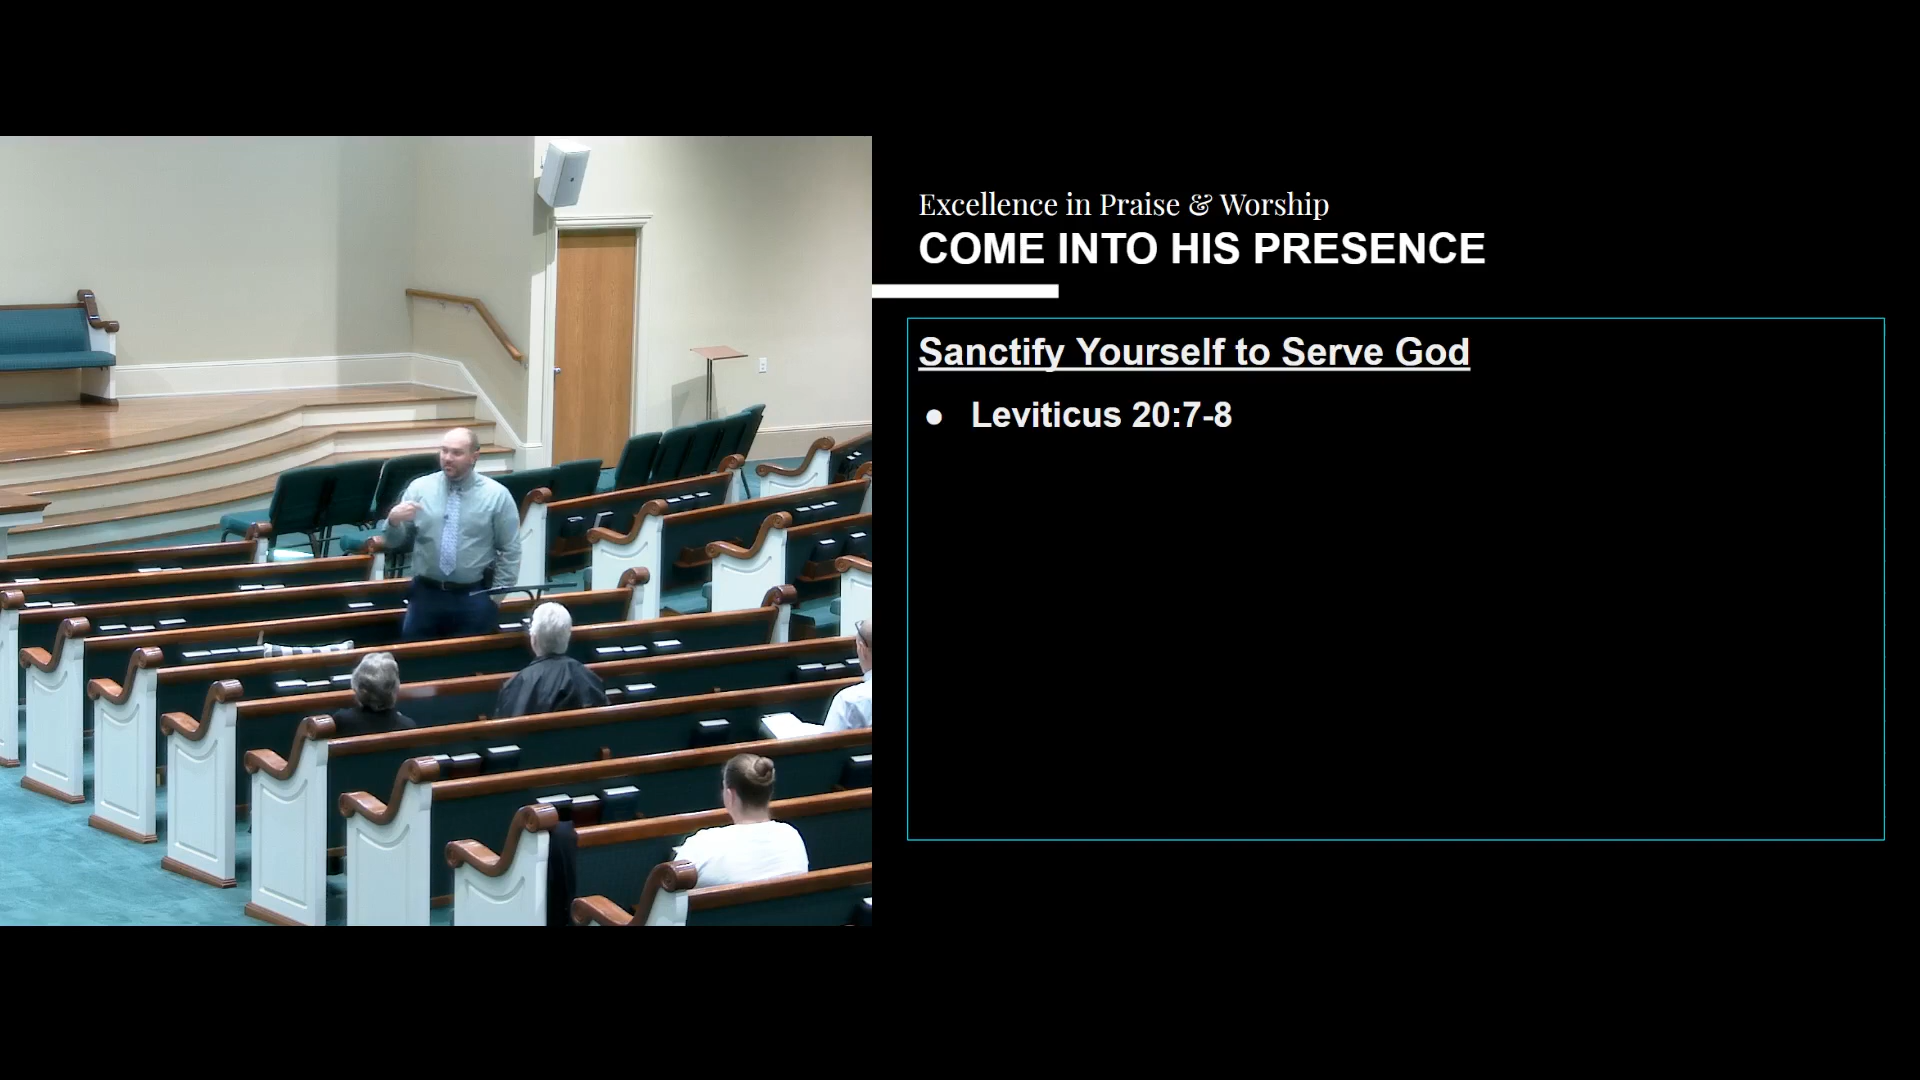 Excellence in Praise & Worship
COME INTO HIS PRESENCE
Sanctify Yourself to Serve God
● Leviticus 20:7-8